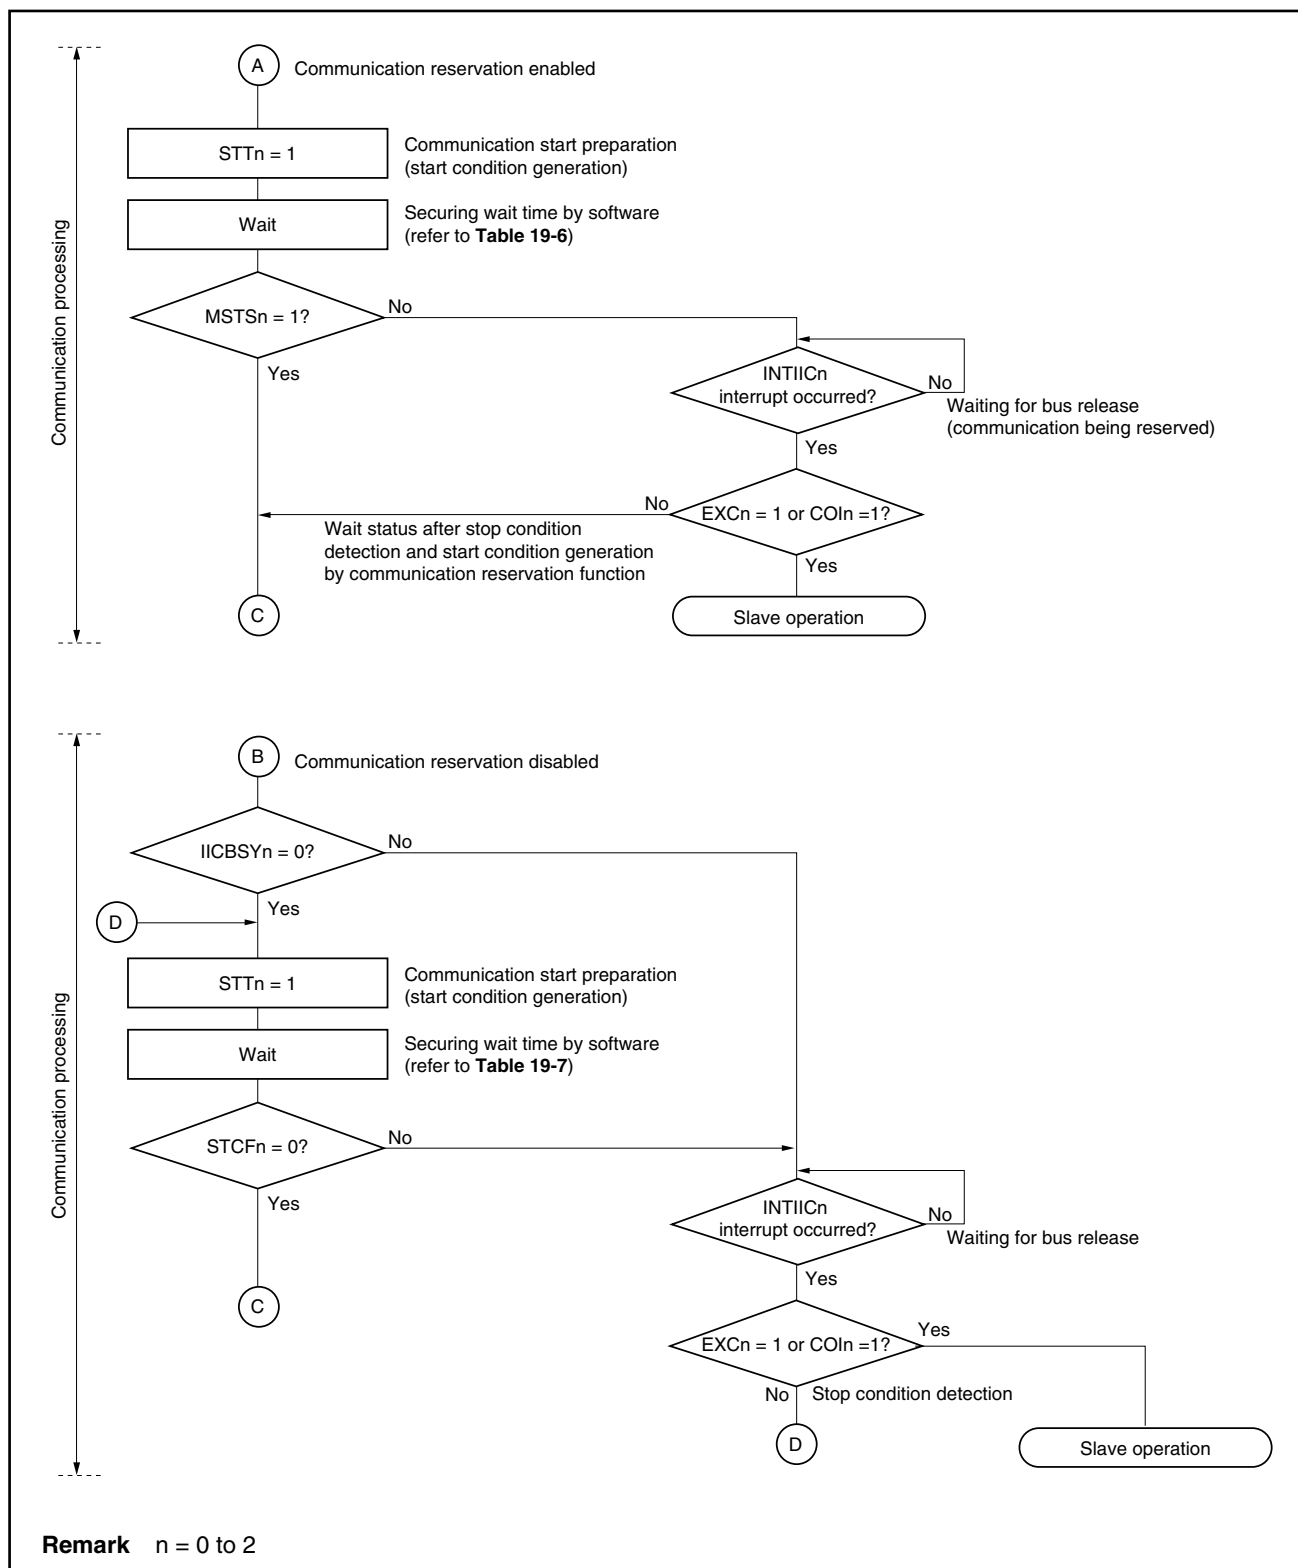 A
Communication reservation enabled
STTn = 1
Communication start preparation
(start condition generation)
Wait
Securing wait time by software
(refer to Table 19-6)
Communication processing
MSTSn = 1?
No
Yes
INTIICn
interrupt occurred?
No
Waiting for bus release
(communication being reserved)
Yes
EXCn = 1 or COIn =1?
No
Wait status after stop condition
detection and start condition generation
by communication reservation function
Yes
C
Slave operation
B
Communication reservation disabled
IICBSYn = 0?
No
Yes
D
STTn = 1
Communication start preparation
(start condition generation)
Wait
Securing wait time by software
(refer to Table 19-7)
Communication processing
STCFn = 0?
No
Yes
INTIICn
interrupt occurred?
No
Waiting for bus release
Yes
C
EXCn = 1 or COIn =1?
Yes
No
Stop condition detection
D
Slave operation
Remark n = 0 to 2